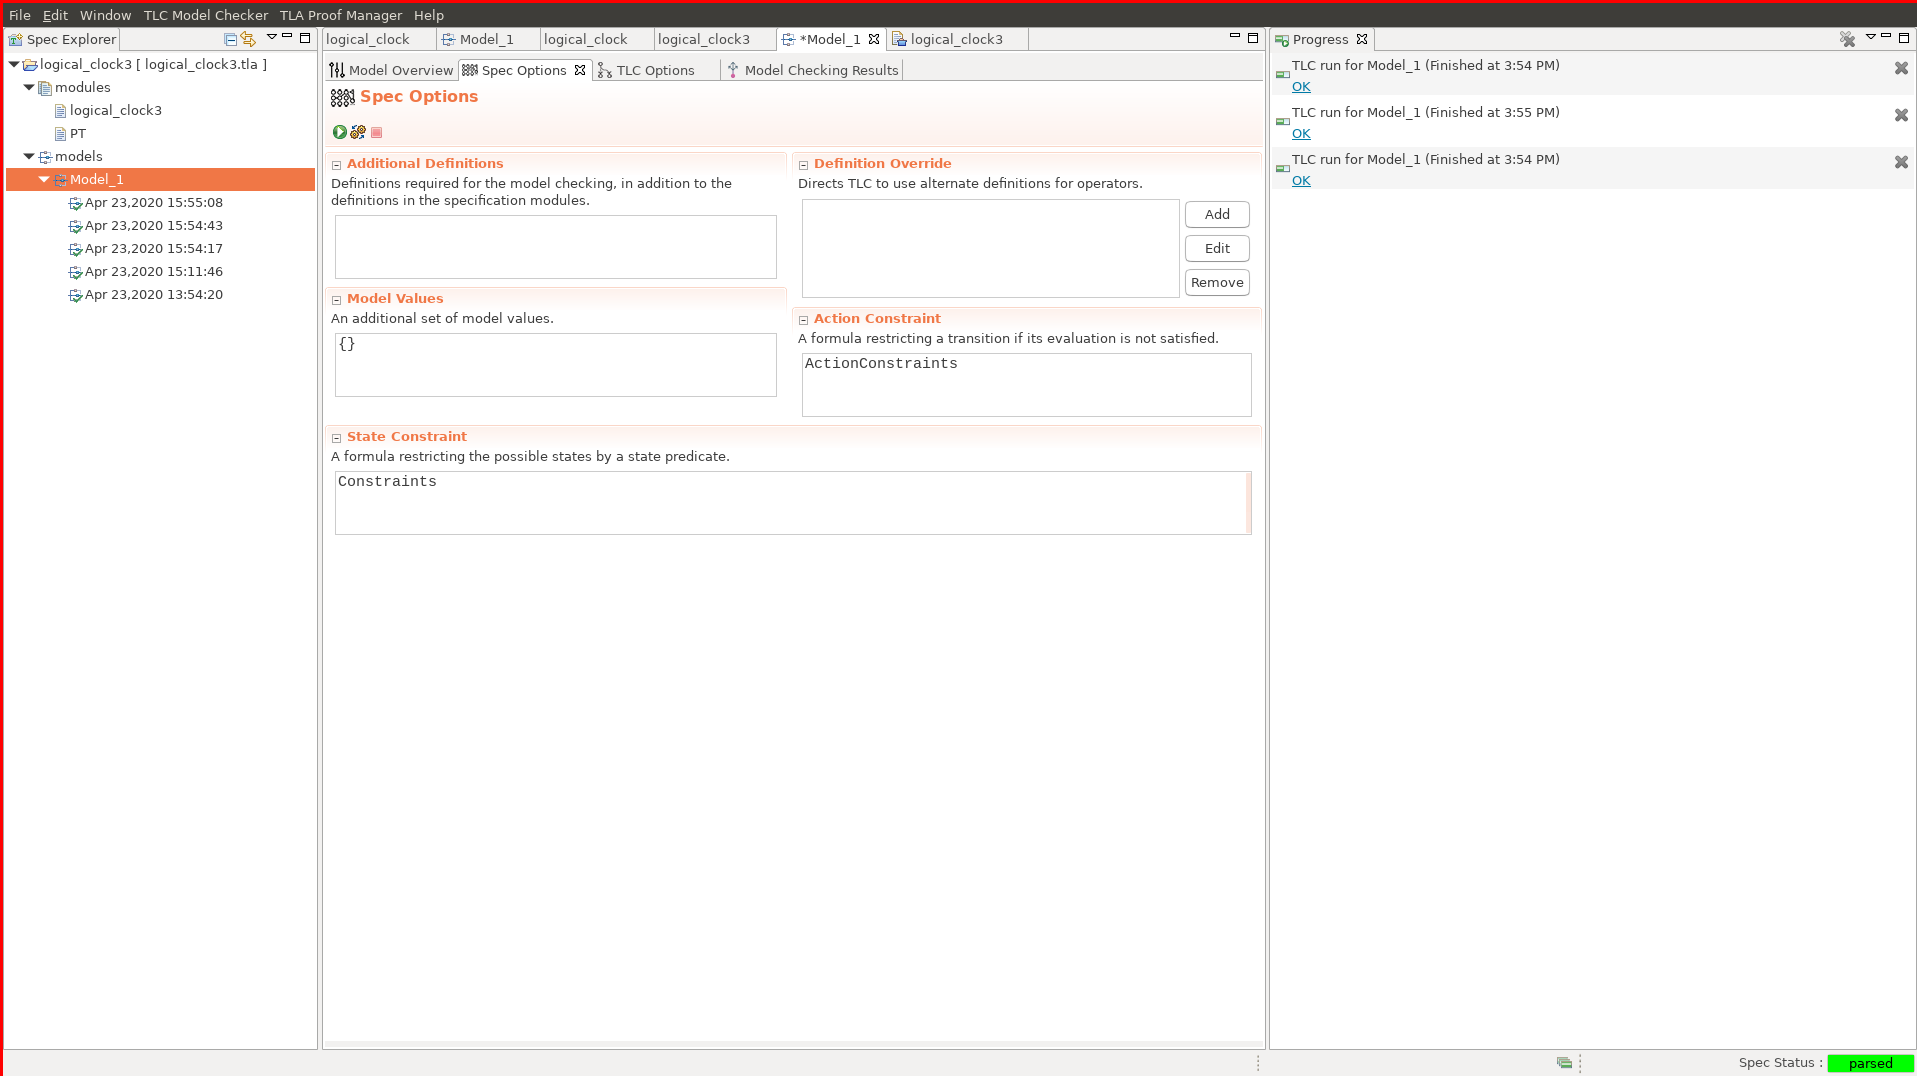 File Edit Window TLC Model Checker TLA Proof Manager Help
Spec Explorer
logical_clock3 [ logical_clock3.tla ]
modules
logical_clock3
PT
models
Model_1
Apr 23,2020 15:55:08
Apr 23,2020 15:54:43
Apr 23,2020 15:54:17
Apr 23,2020 15:11:46
Apr 23,2020 13:54:20
logical_clock Model_1 logical_clock logical_clock3 *Model_1 logical_clock3
Model Overview Spec Options TLC Options Model Checking Results
Spec Options
Additional Definitions
Definitions required for the model checking, in addition to the
definitions in the specification modules.
Model Values
An additional set of model values.
{}
Definition Override
Directs TLC to use alternate definitions for operators.
Add
Edit
Remove
Action Constraint
A formula restricting a transition if its evaluation is not satisfied.
ActionConstraints
State Constraint
A formula restricting the possible states by a state predicate.
Constraints
Progress
TLC run for Model_1 (Finished at 3:54 PM)
OK
TLC run for Model_1 (Finished at 3:55 PM)
OK
TLC run for Model_1 (Finished at 3:54 PM)
OK
Spec Status : parsed